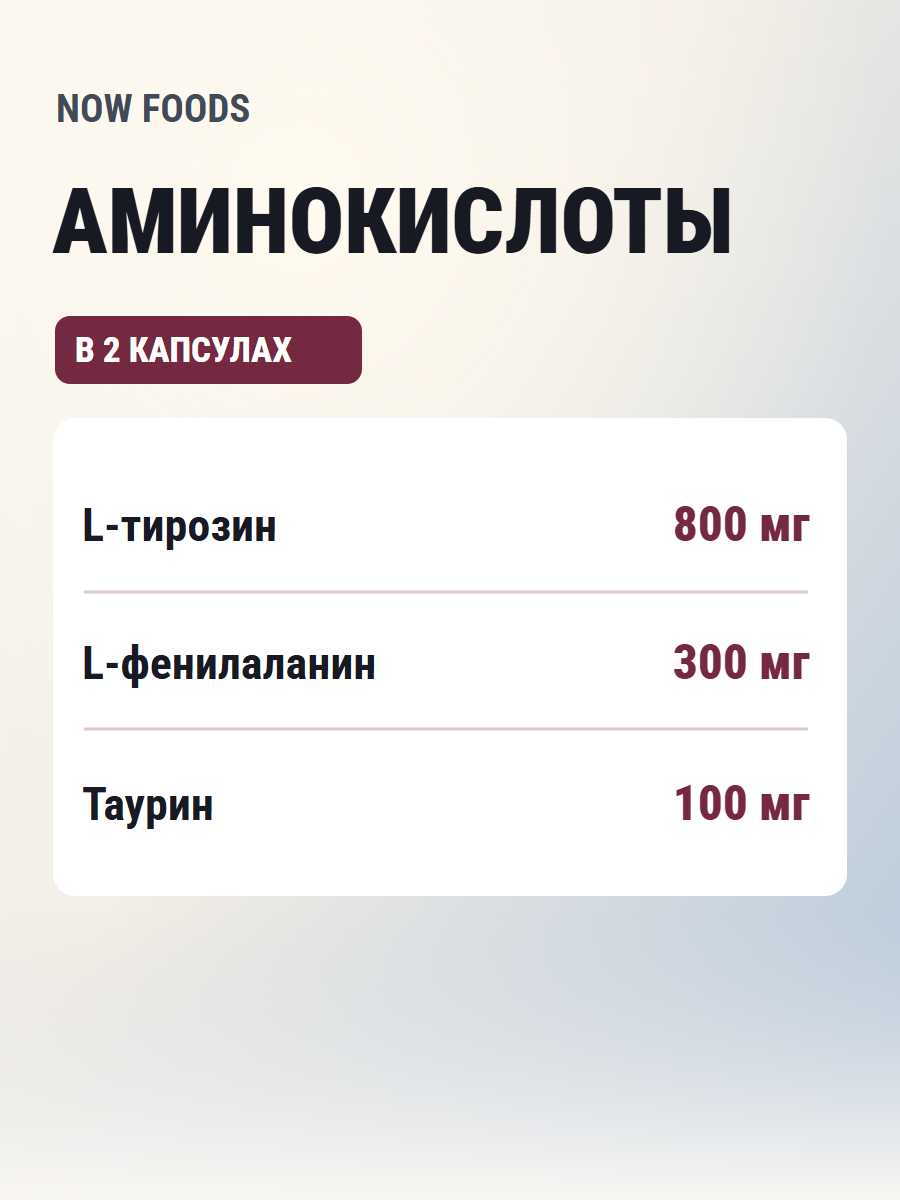 NOW FOODS
АМИНОКИСЛОТЫ
В 2 КАПСУЛАХ
L-тирозин 800 мг
L-фенилаланин 300 мг
Таурин 100 мг